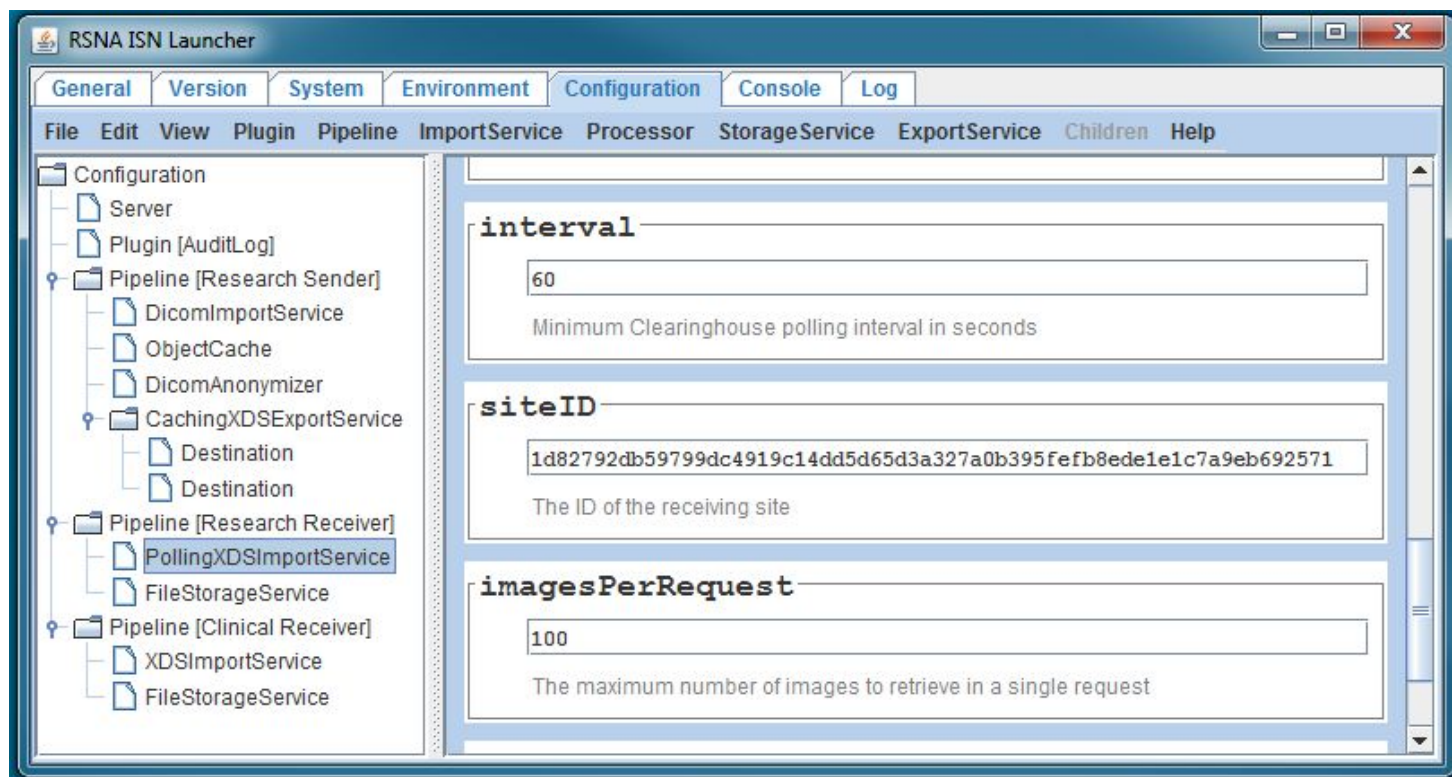 RSNA ISN Launcher
General Version System Environment Configuration Console Log
File Edit View Plugin Pipeline ImportService Processor StorageService ExportService Children Help
Configuration
Server
Plugin [AuditLog]
Pipeline [Research Sender]
DicomImportService
ObjectCache
DicomAnonymizer
CachingXDSExportService
Destination
Destination
Pipeline [Research Receiver]
PollingXDSImportService
FileStorageService
Pipeline [Clinical Receiver]
XDSImportService
FileStorageService
interval
60
Minimum Clearinghouse polling interval in seconds
siteID
1d82792db59799dc4919c14dd5d65d3a327a0b395fefb8ede1e1c7a9eb692571
The ID of the receiving site
imagesPerRequest
100
The maximum number of images to retrieve in a single request